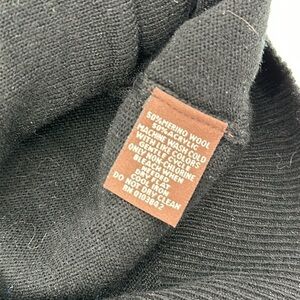 50% MERINO WOOL
50% ACRYLIC
MACHINE WASH COLD
WITH LIKE COLORS
GENTLE CYCLE
ONLY NON CHLORINE
BLEACH WHEN
NEEDED
DRY FLAT
COOL IRON
DO NOT DRY CLEAN
RN 0103882